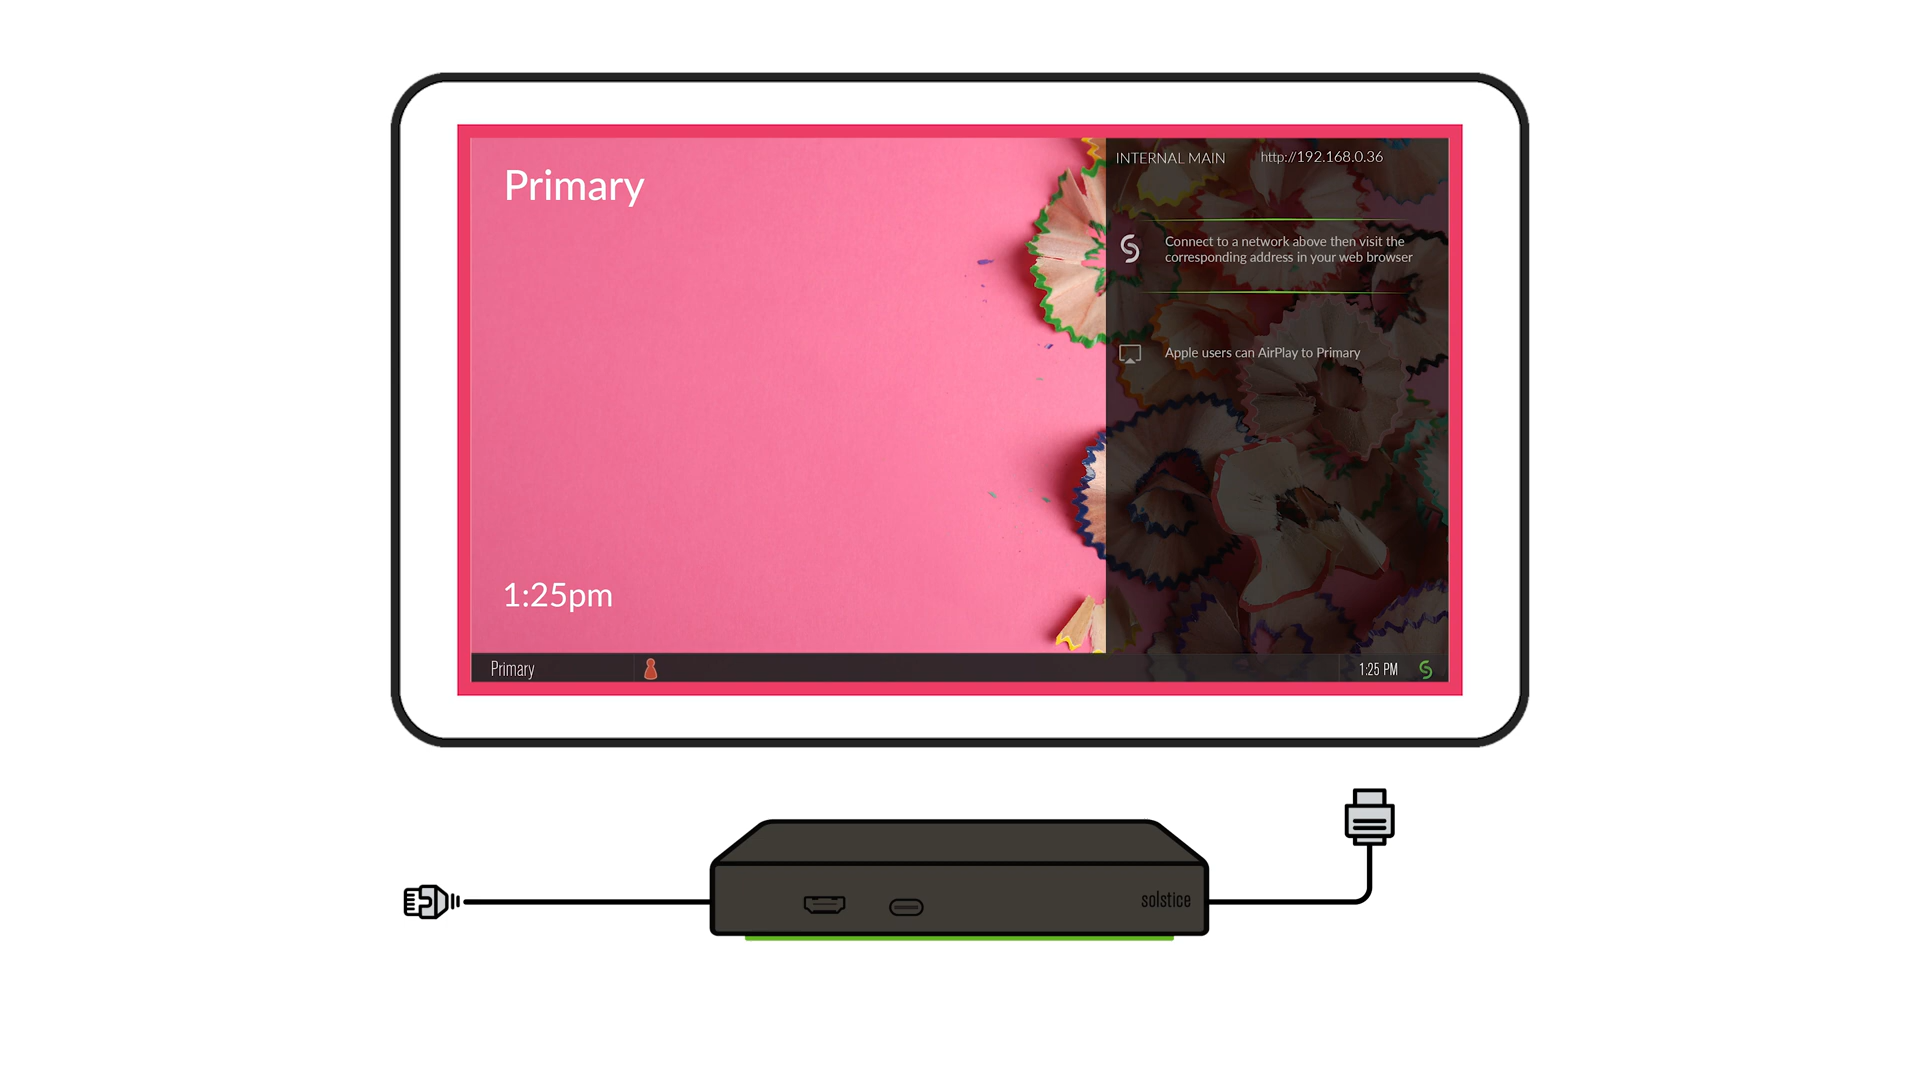 Primary
INTERNAL MAIN http://192.168.0.36
Connect to a network above then visit the
corresponding address in your web browser
Apple users can AirPlay to Primary
1:25pm
Primary 1:25 PM
solstice